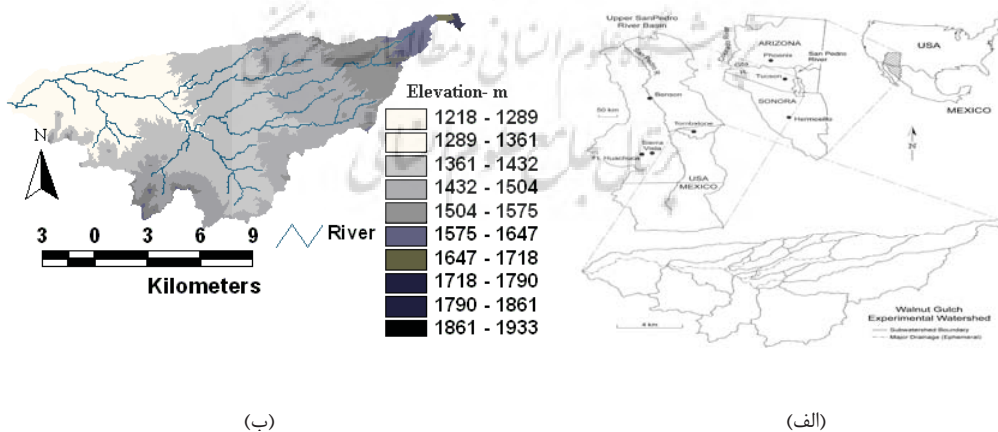 Elevation- m
1218 - 1289
1289 - 1361
1361 - 1432
1432 - 1504
1504 - 1575
1575 - 1647
1647 - 1718
1718 - 1790
1790 - 1861
1861 - 1933
N
3 0 3 6 9
Kilometers
River
(ب)
Upper SanPedro
River Basin
50 km
Benson
Tombstone
Sierra
Vista
Ft. Huachuca
USA
MEXICO
ARIZONA
Phoenix
San Pedro
River
Tucson
SONORA
Hermosillo
USA
MEXICO
N
4 km
Walnut Gulch
Experimental Watershed
Subwatershed Boundary
Major Drainage (Ephemeral)
(الف)